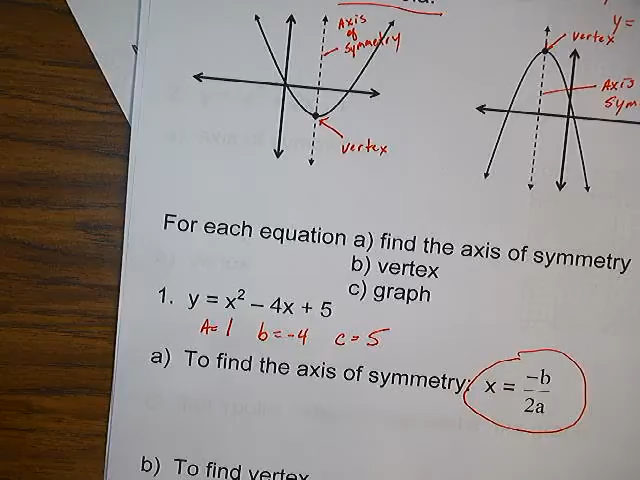 Axis
of
symmetry
vertex
y=
vertex
Axis
sym
For each equation a) find the axis of symmetry
b) vertex
c) graph
1. y = x² – 4x + 5
A=1 b=-4 c=5
a) To find the axis of symmetry: x = -b
2a
b) To find vertex